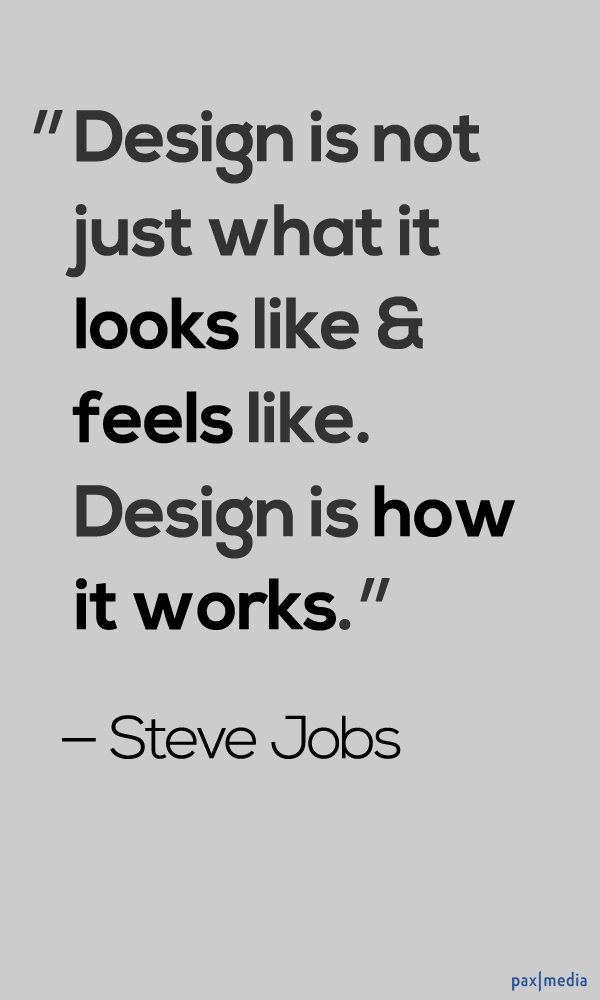 "Design is not
just what it
looks like &
feels like.
Design is how
it works."
– Steve Jobs
pax|media